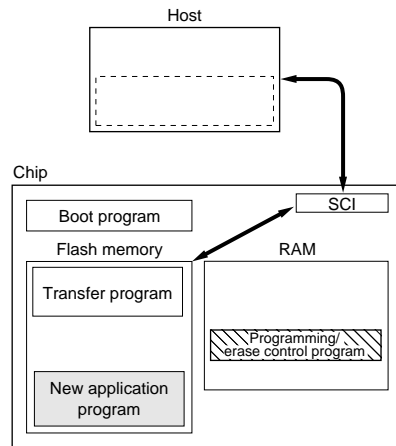 Host
Chip
SCI
Boot program
Flash memory
RAM
Transfer program
Programming/
erase control program
New application
program